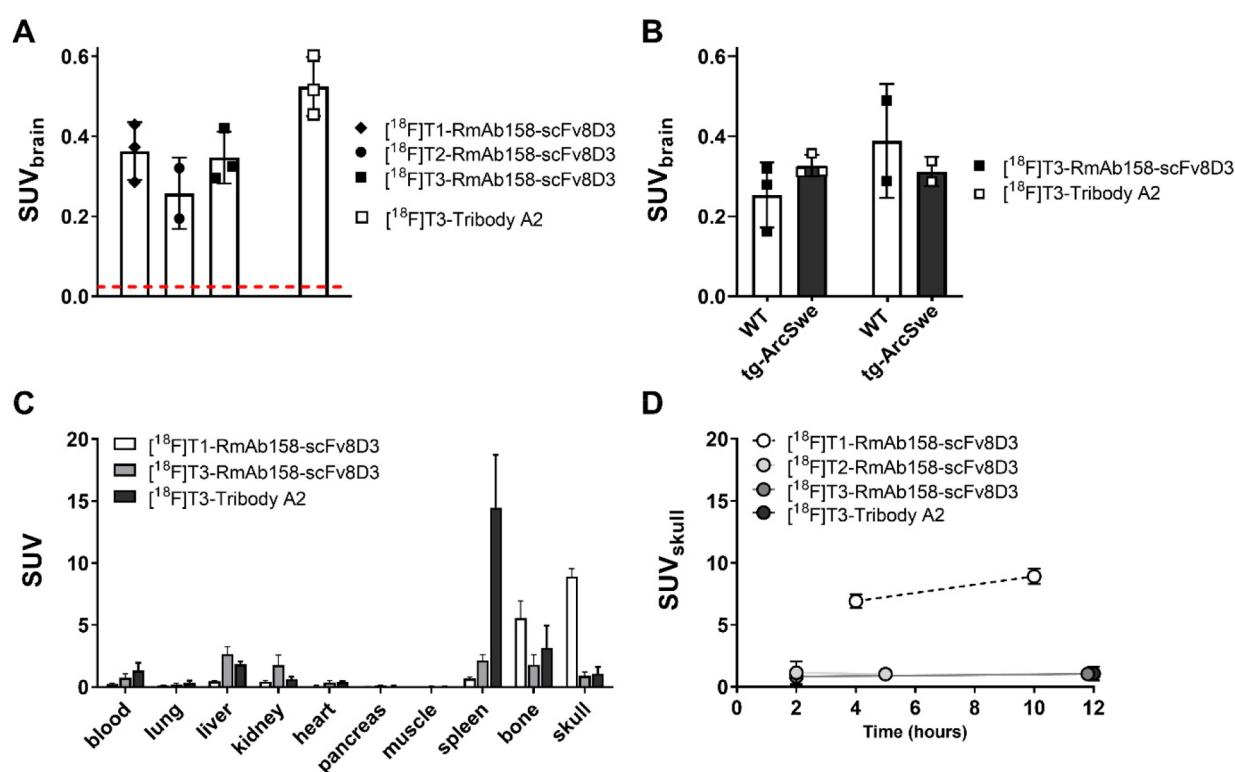 A
0.6
0.4
0.2
0.0
SUVbrain
[¹⁸F]T1-RmAb158-scFv8D3
[¹⁸F]T2-RmAb158-scFv8D3
[¹⁸F]T3-RmAb158-scFv8D3
[¹⁸F]T3-Tribody A2
B
0.6
0.4
0.2
0.0
SUVbrain
WT
tg-ArcSwe
WT
tg-ArcSwe
[¹⁸F]T3-RmAb158-scFv8D3
[¹⁸F]T3-Tribody A2
C
20
15
10
5
0
SUV
[¹⁸F]T1-RmAb158-scFv8D3
[¹⁸F]T3-RmAb158-scFv8D3
[¹⁸F]T3-Tribody A2
blood
lung
liver
kidney
heart
pancreas
muscle
spleen
bone
skull
D
20
15
10
5
0
SUVskull
[¹⁸F]T1-RmAb158-scFv8D3
[¹⁸F]T2-RmAb158-scFv8D3
[¹⁸F]T3-RmAb158-scFv8D3
[¹⁸F]T3-Tribody A2
0 2 4 6 8 10 12
Time (hours)